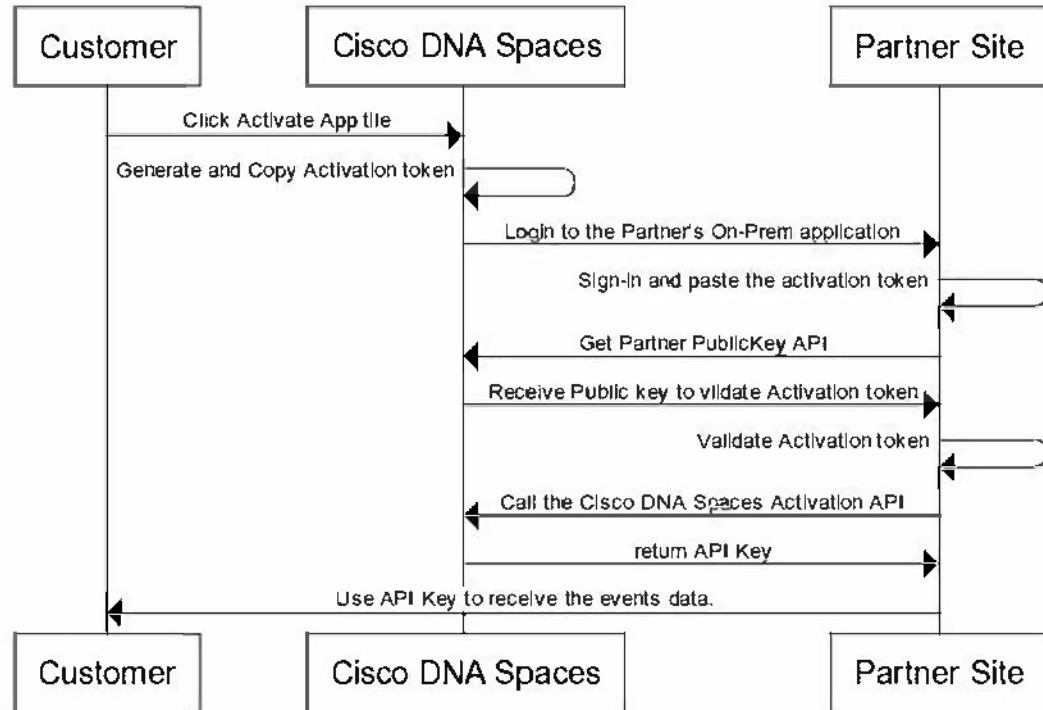 Customer
Cisco DNA Spaces
Partner Site
Click Activate App tile
Generate and Copy Activation token
Login to the Partner's On-Prem application
Sign-in and paste the activation token
Get Partner PublicKey API
Receive Public key to vlidate Activation token.
Validate Activation token
Call the Cisco DNA Spaces Activation API
return API Key
Use API Key to receive the events data.
Customer
Cisco DNA Spaces
Partner Site